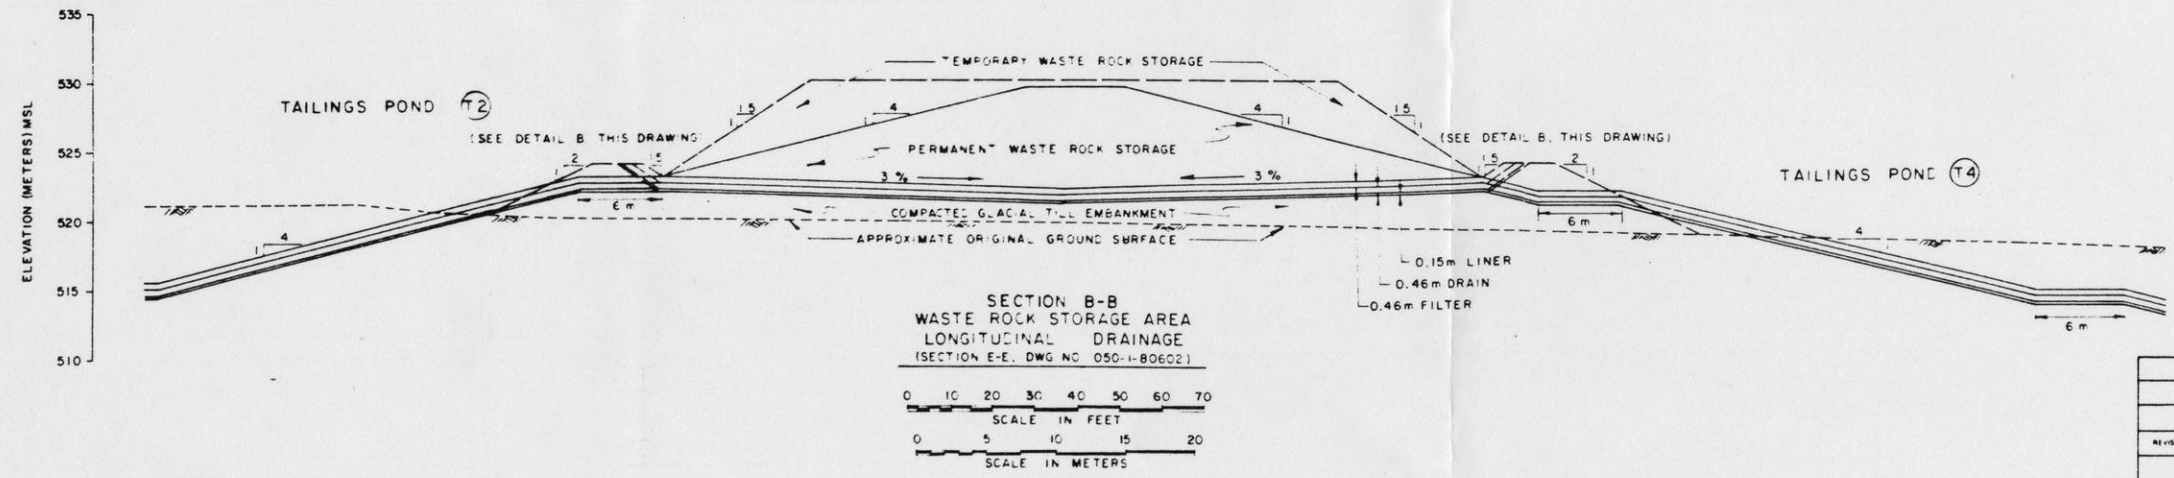 535
530
525
520
515
510
ELEVATION (METERS) MSL
TEMPORARY WASTE ROCK STORAGE
TAILINGS POND T2
(SEE DETAIL B, THIS DRAWING)
1.5
1
4
1
4
1
1.5
1
(SEE DETAIL B, THIS DRAWING)
2
1
1.5
PERMANENT WASTE ROCK STORAGE
1.5
2
1
TAILINGS POND T4
3 %
3 %
6 m
COMPACTED GLACIAL TILL EMBANKMENT
6 m
4
1
APPROXIMATE ORIGINAL GROUND SURFACE
4
1
0.15m LINER
0.46m DRAIN
0.46m FILTER
6 m
SECTION B-B
WASTE ROCK STORAGE AREA
LONGITUDINAL DRAINAGE
(SECTION E-E, DWG NO 050-1-80602)
0 10 20 30 40 50 60 70
SCALE IN FEET
0 5 10 15 20
SCALE IN METERS